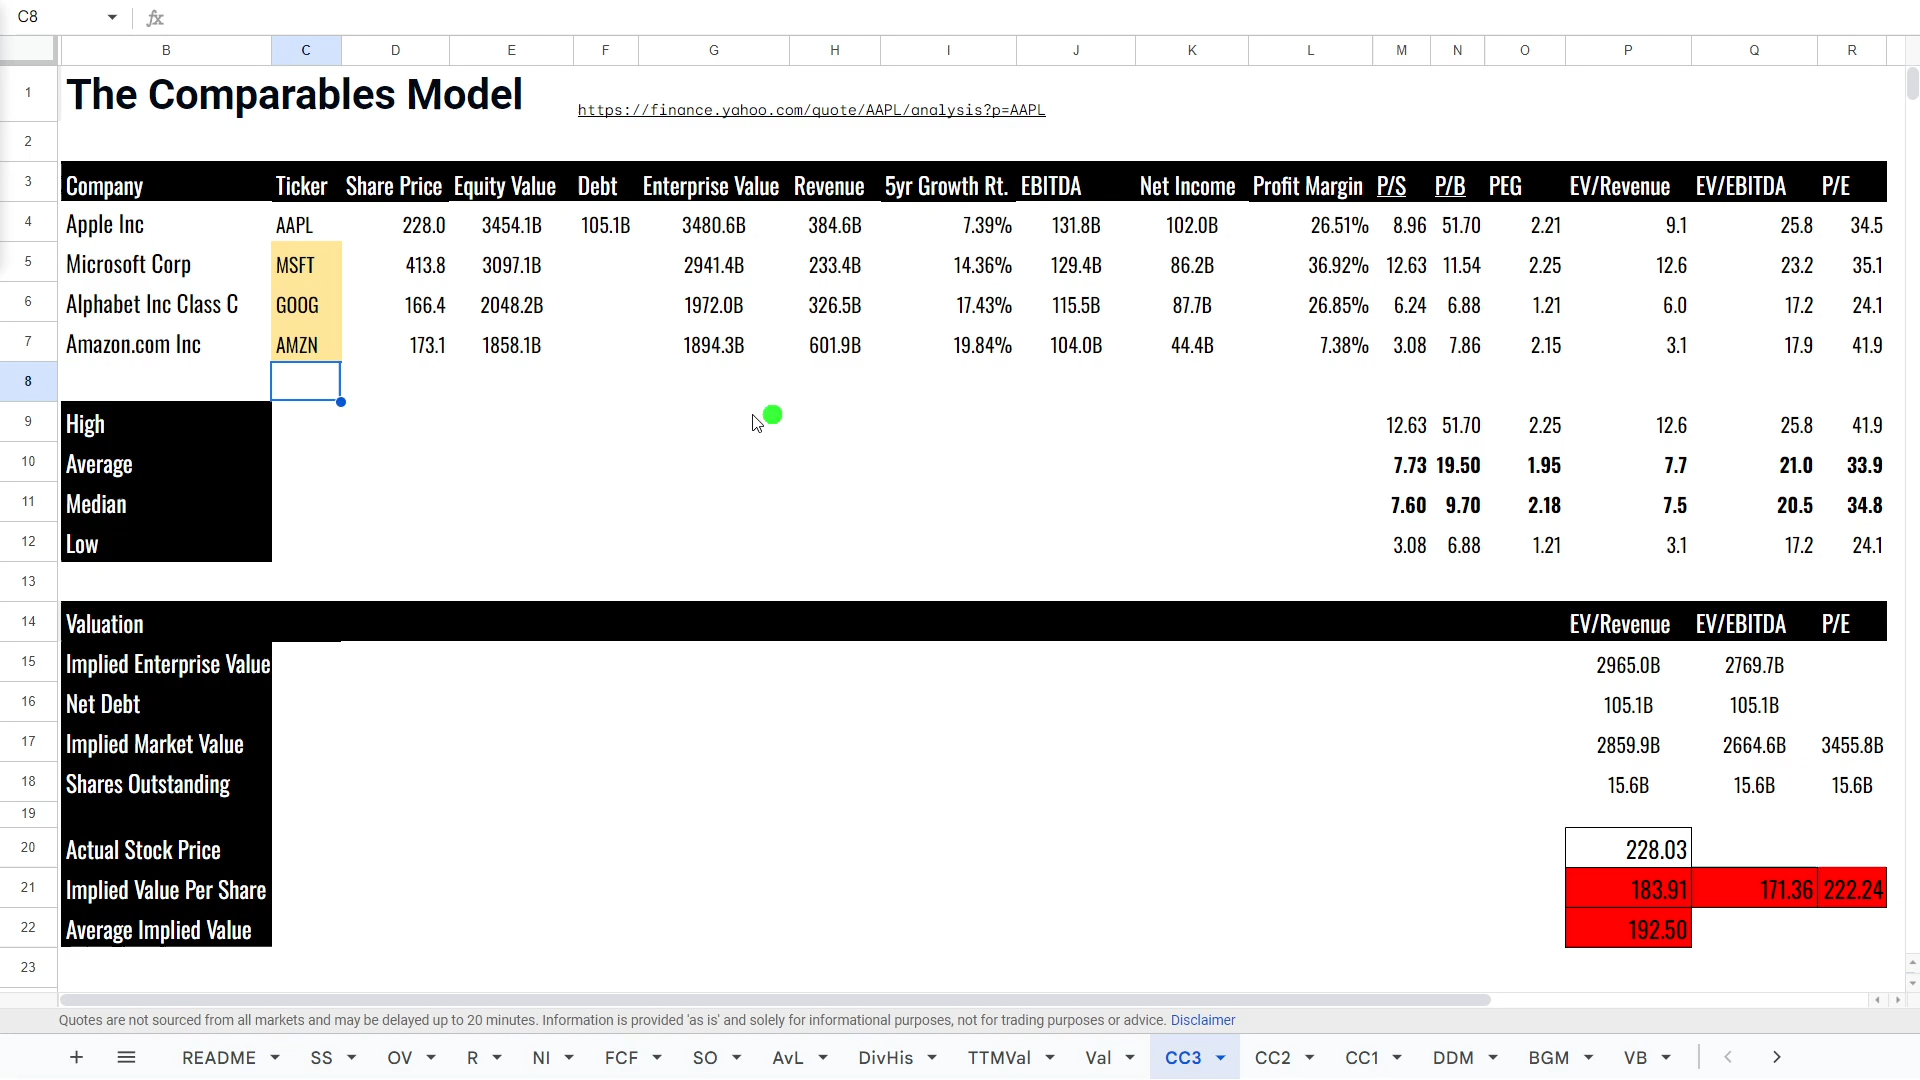 C8 fx
B C D E F G H I J K L M N O P Q R
1 The Comparables Model https://finance.yahoo.com/quote/AAPL/analysis?p=AAPL
2
3 Company Ticker Share Price Equity Value Debt Enterprise Value Revenue 5yr Growth Rt. EBITDA Net Income Profit Margin P/S P/B PEG EV/Revenue EV/EBITDA P/E
4 Apple Inc AAPL 228.0 3454.1B 105.1B 3480.6B 384.6B 7.39% 131.8B 102.0B 26.51% 8.96 51.70 2.21 9.1 25.8 34.5
5 Microsoft Corp MSFT 413.8 3097.1B 2941.4B 233.4B 14.36% 129.4B 86.2B 36.92% 12.63 11.54 2.25 12.6 23.2 35.1
6 Alphabet Inc Class C GOOG 166.4 2048.2B 1972.0B 326.5B 17.43% 115.5B 87.7B 26.85% 6.24 6.88 1.21 6.0 17.2 24.1
7 Amazon.com Inc AMZN 173.1 1858.1B 1894.3B 601.9B 19.84% 104.0B 44.4B 7.38% 3.08 7.86 2.15 3.1 17.9 41.9
8
9 High 12.63 51.70 2.25 12.6 25.8 41.9
10 Average 7.73 19.50 1.95 7.7 21.0 33.9
11 Median 7.60 9.70 2.18 7.5 20.5 34.8
12 Low 3.08 6.88 1.21 3.1 17.2 24.1
13
14 Valuation EV/Revenue EV/EBITDA P/E
15 Implied Enterprise Value 2965.0B 2769.7B
16 Net Debt 105.1B 105.1B
17 Implied Market Value 2859.9B 2664.6B 3455.8B
18 Shares Outstanding 15.6B 15.6B 15.6B
19
20 Actual Stock Price 228.03
21 Implied Value Per Share 183.91 171.36 222.24
22 Average Implied Value 192.50
23
Quotes are not sourced from all markets and may be delayed up to 20 minutes. Information is provided 'as is' and solely for informational purposes, not for trading purposes or advice. Disclaimer
README SS OV R NI FCF SO AvL DivHis TTMVal Val CC3 CC2 CC1 DDM BGM VB